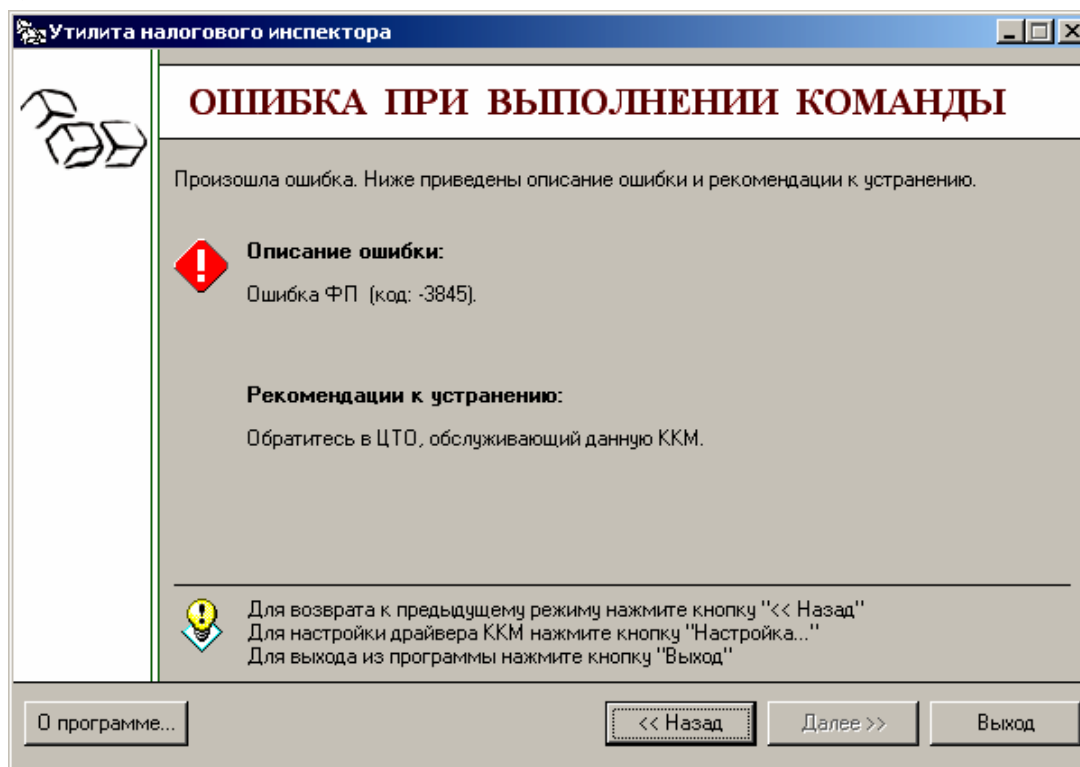 Утилита налогового инспектора
ОШИБКА ПРИ ВЫПОЛНЕНИИ КОМАНДЫ
Произошла ошибка. Ниже приведены описание ошибки и рекомендации к устранению.
Описание ошибки:
Ошибка ФП (код: -3845).
Рекомендации к устранению:
Обратитесь в ЦТО, обслуживающий данную ККМ.
Для возврата к предыдущему режиму нажмите кнопку "<< Назад"
Для настройки драйвера ККМ нажмите кнопку "Настройка..."
Для выхода из программы нажмите кнопку "Выход"
О программе...
<< Назад
Далее >>
Выход